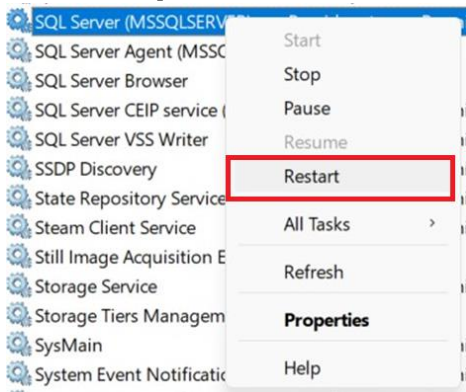 SQL Server (MSSQLSERV
SQL Server Agent (MSSC
SQL Server Browser
SQL Server CEIP service (
SQL Server VSS Writer
SSDP Discovery
State Repository Service
Steam Client Service
Still Image Acquisition E
Storage Service
Storage Tiers Managem
SysMain
System Event Notificatio
Start
Stop
Pause
Resume
Restart
All Tasks
Refresh
Properties
Help